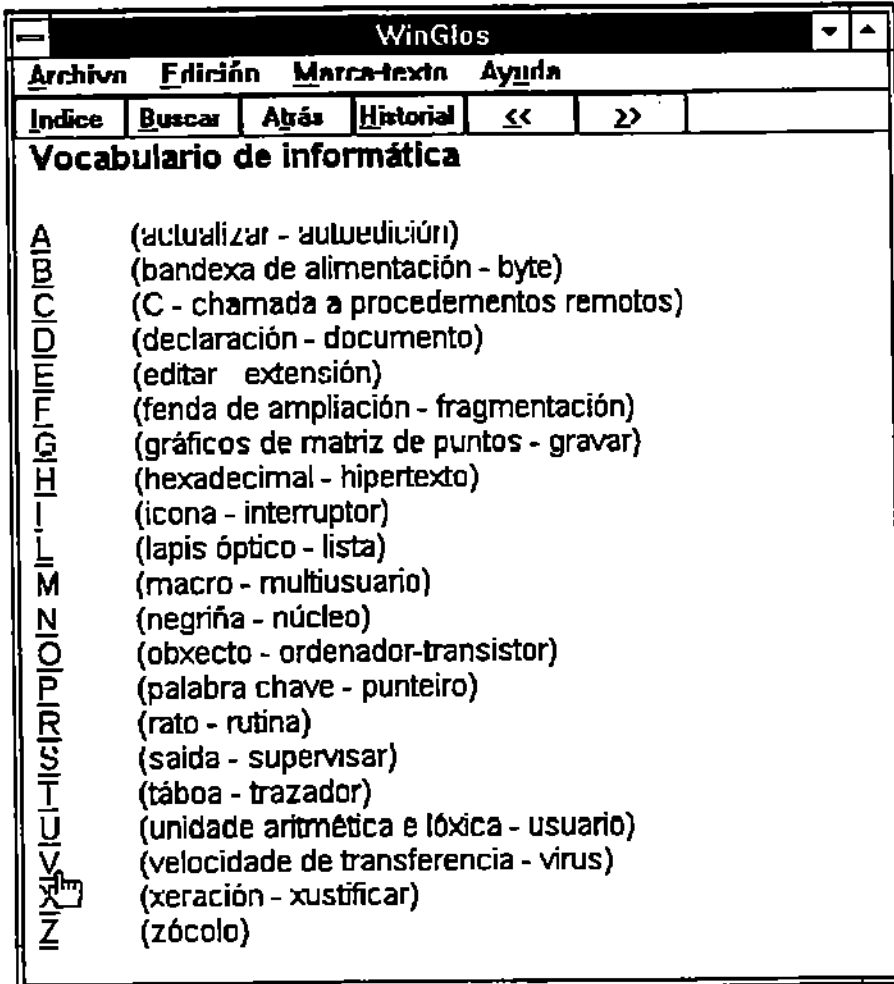 WinGlos
Archivo Edición Marca-texto Ayuda
Indice Buscar Atrás Historial << >>
Vocabulario de informática
A (actualizar - autoedición)
B (bandexa de alimentación - byte)
C (C - chamada a procedementos remotos)
D (declaración - documento)
E (editar extensión)
F (fenda de ampliación - fragmentación)
G (gráficos de matriz de puntos - gravar)
H (hexadecimal - hipertexto)
I (icona - interruptor)
L (lapis óptico - lista)
M (macro - multiusuario)
N (negriña - núcleo)
O (obxecto - ordenador-transistor)
P (palabra chave - punteiro)
R (rato - rutina)
S (saida - supervisar)
T (táboa - trazador)
U (unidade aritmética e lóxica - usuario)
V (velocidade de transferencia - virus)
X (xeración - xustificar)
Z (zócolo)